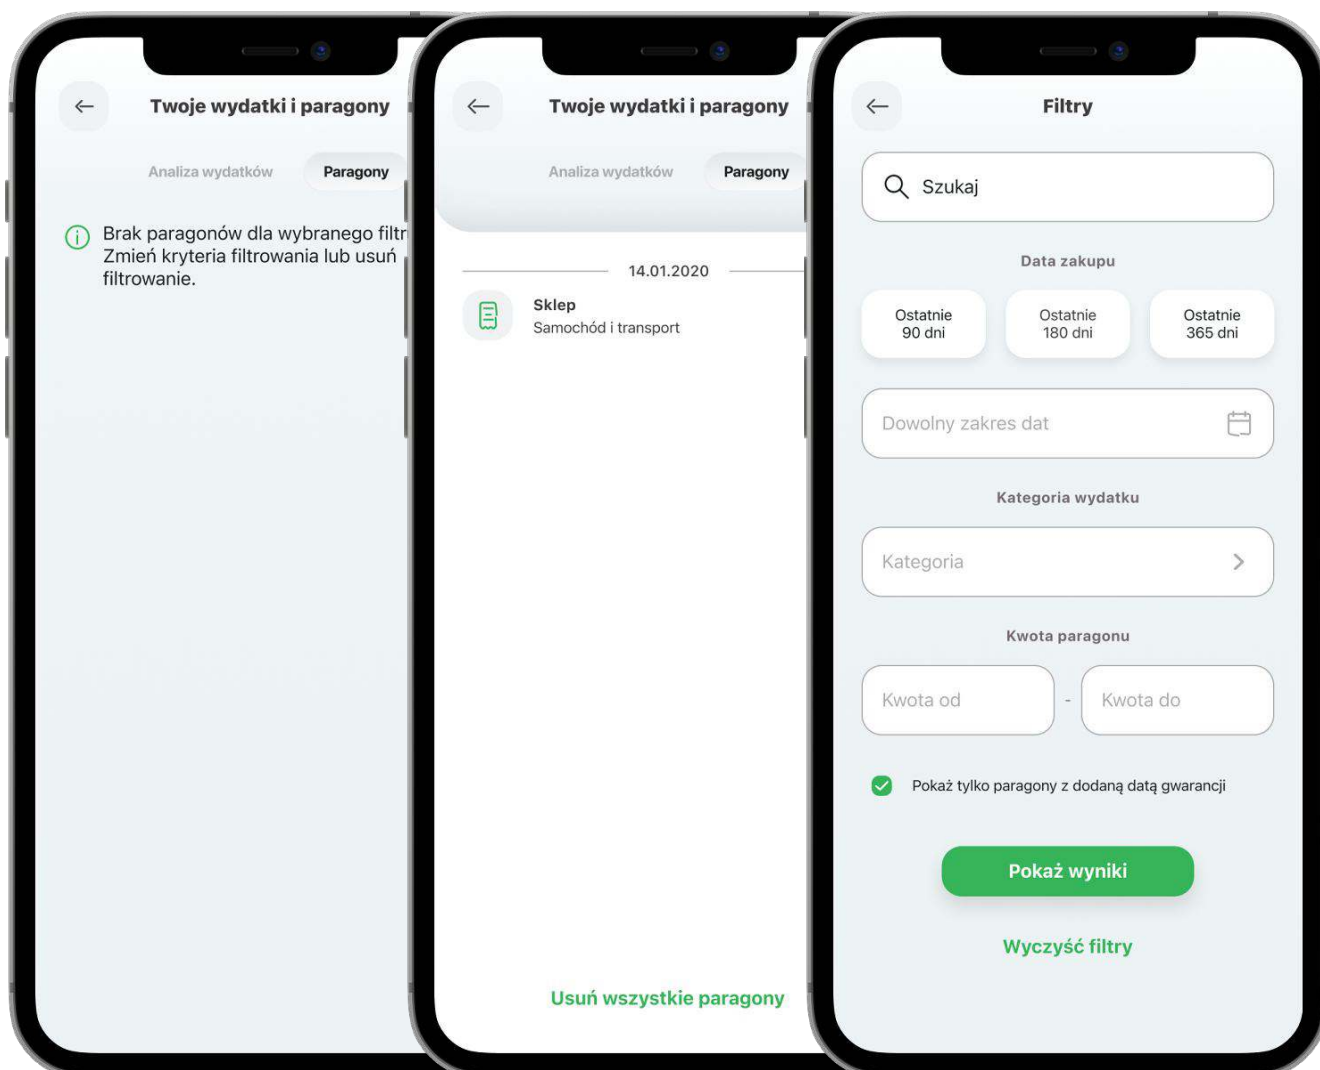 Twoje wydatki i paragony
Analiza wydatków
Paragony
Brak paragonów dla wybranego filtr
Zmień kryteria filtrowania lub usuń
filtrowanie.
Twoje wydatki i paragony
Analiza wydatków
Paragony
14.01.2020
Sklep
Samochód i transport
Usuń wszystkie paragony
Filtry
Szukaj
Data zakupu
Ostatnie
90 dni
Ostatnie
180 dni
Ostatnie
365 dni
Dowolny zakres dat
Kategoria wydatku
Kategoria
Kwota paragonu
Kwota od
-
Kwota do
Pokaż tylko paragony z dodaną datą gwarancji
Pokaż wyniki
Wyczyść filtry